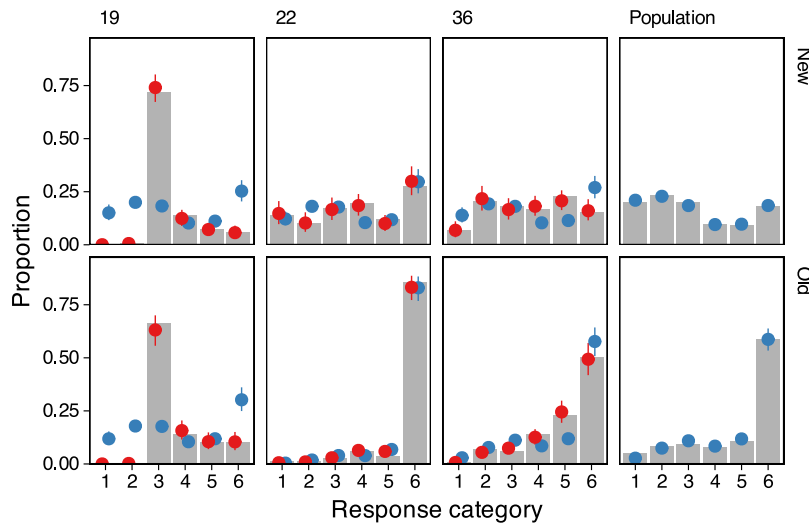 19 22 36 Population
New
0.75
0.50
0.25
0.00
Proportion
Old
0.75
0.50
0.25
0.00
1 2 3 4 5 6 1 2 3 4 5 6 1 2 3 4 5 6 1 2 3 4 5 6
Response category